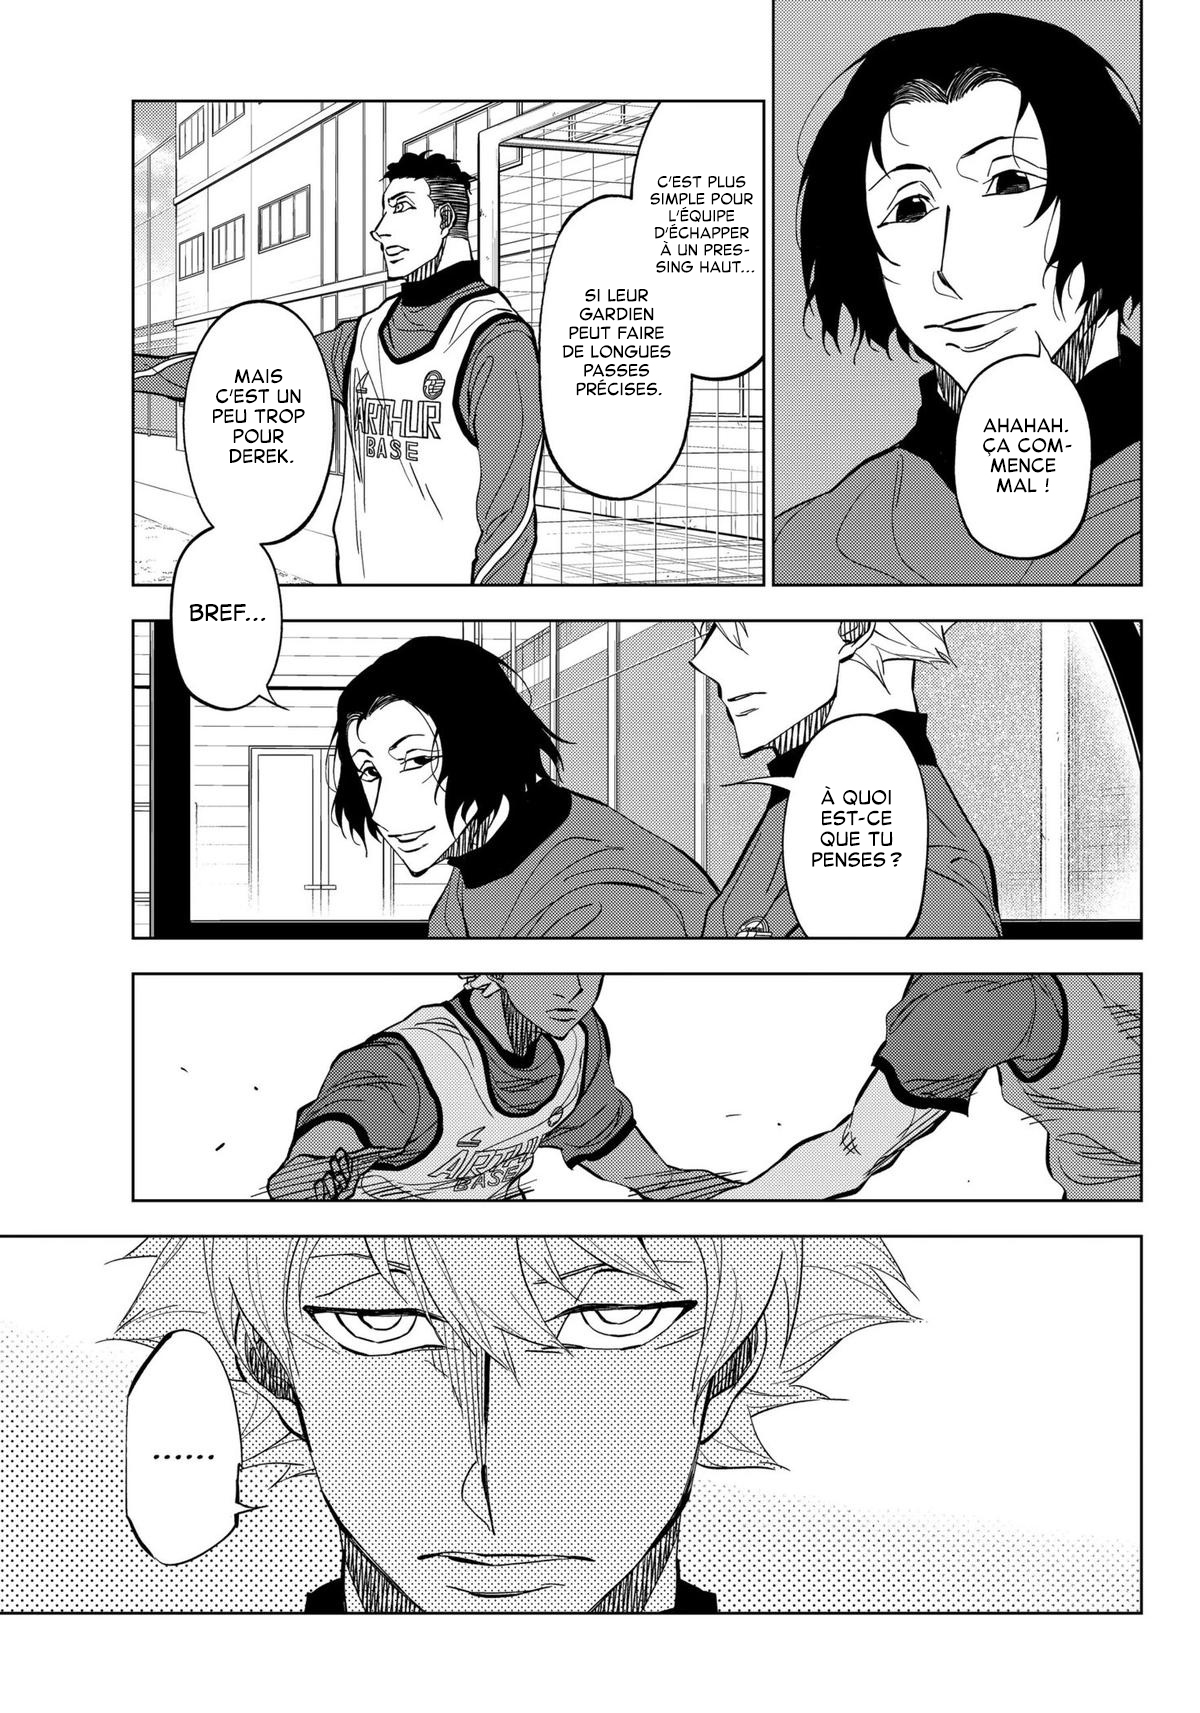 AHAHAH.
ÇA COM-
MENCE
MAL !
C'EST PLUS
SIMPLE POUR
L'ÉQUIPE
D'ÉCHAPPER
À UN PRES-
SING HAUT...
SI LEUR
GARDIEN
PEUT FAIRE
DE LONGUES
PASSES
PRÉCISES.
ARTHUR
BASE
MAIS
C'EST UN
PEU TROP
POUR
DEREK.
BREF...
À QUOI
EST-CE
QUE TU
PENSES ?
ARTHU
BASE
......